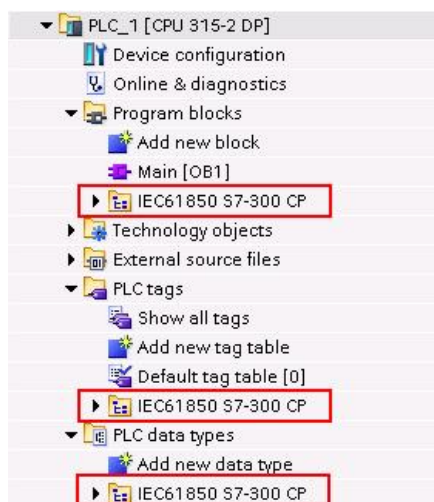 PLC_1 [CPU 315-2 DP]
Device configuration
Online & diagnostics
Program blocks
Add new block
Main [OB1]
IEC61850 S7-300 CP
Technology objects
External source files
PLC tags
Show all tags
Add new tag table
Default tag table [0]
IEC61850 S7-300 CP
PLC data types
Add new data type
IEC61850 S7-300 CP